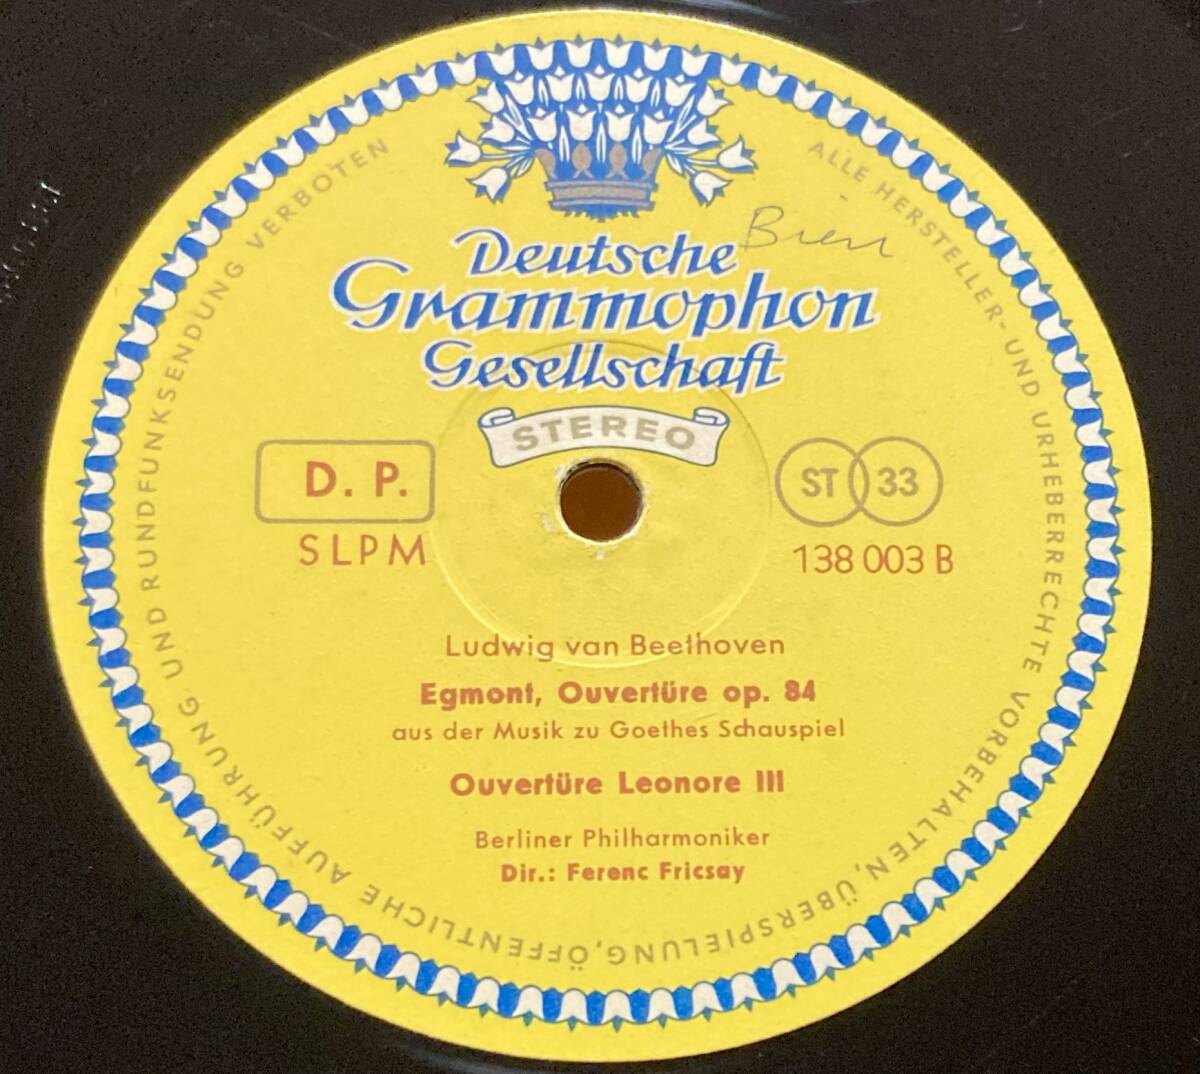 Deutsche
Grammophon
Gesellschaft
STEREO
D. P.
SLPM
ST 33
138 003 B
Ludwig van Beethoven
Egmont, Ouvertüre op. 84
aus der Musik zu Goethes Schauspiel
Ouvertüre Leonore III
Berliner Philharmoniker
Dir.: Ferenc Fricsay
ALLE HERSTELLER- UND URHEBERRECHTE VORBEHALTEN, ÜBERSPIELUNG, ÖFFENTLICHE AUFFÜHRUNG UND RUNDFUNKSENDUNG VERBOTEN